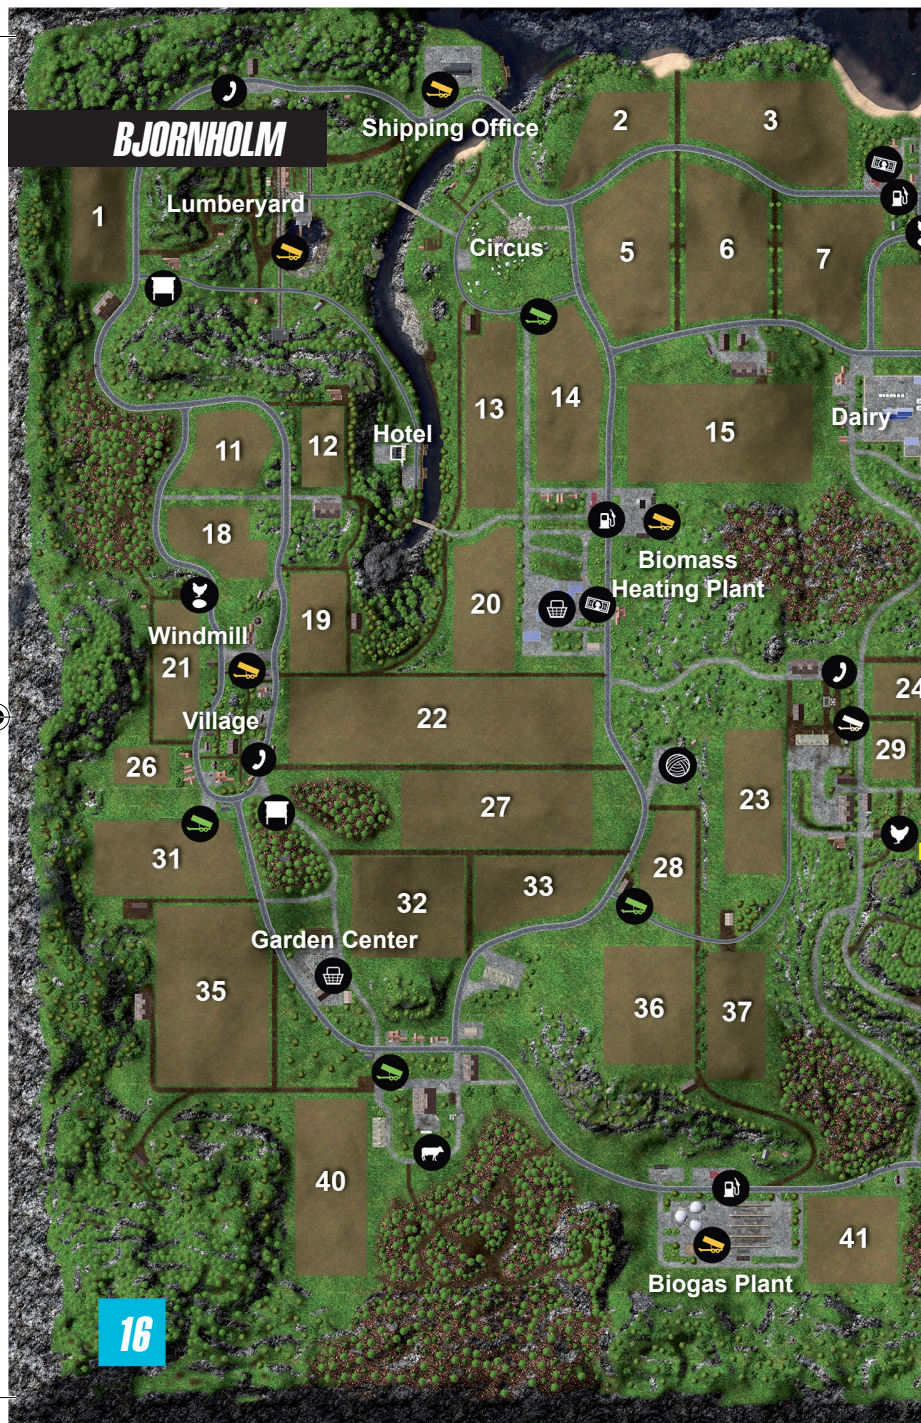 BJORNHOLM
Shipping Office
2
3
1
Lumberyard
Circus
5
6
7
13
14
15
Dairy
Hotel
11
12
18
Biomass
Heating Plant
20
19
Windmill
21
24
Village
22
29
26
23
27
31
28
33
32
Garden Center
35
36
37
40
41
Biogas Plant
16